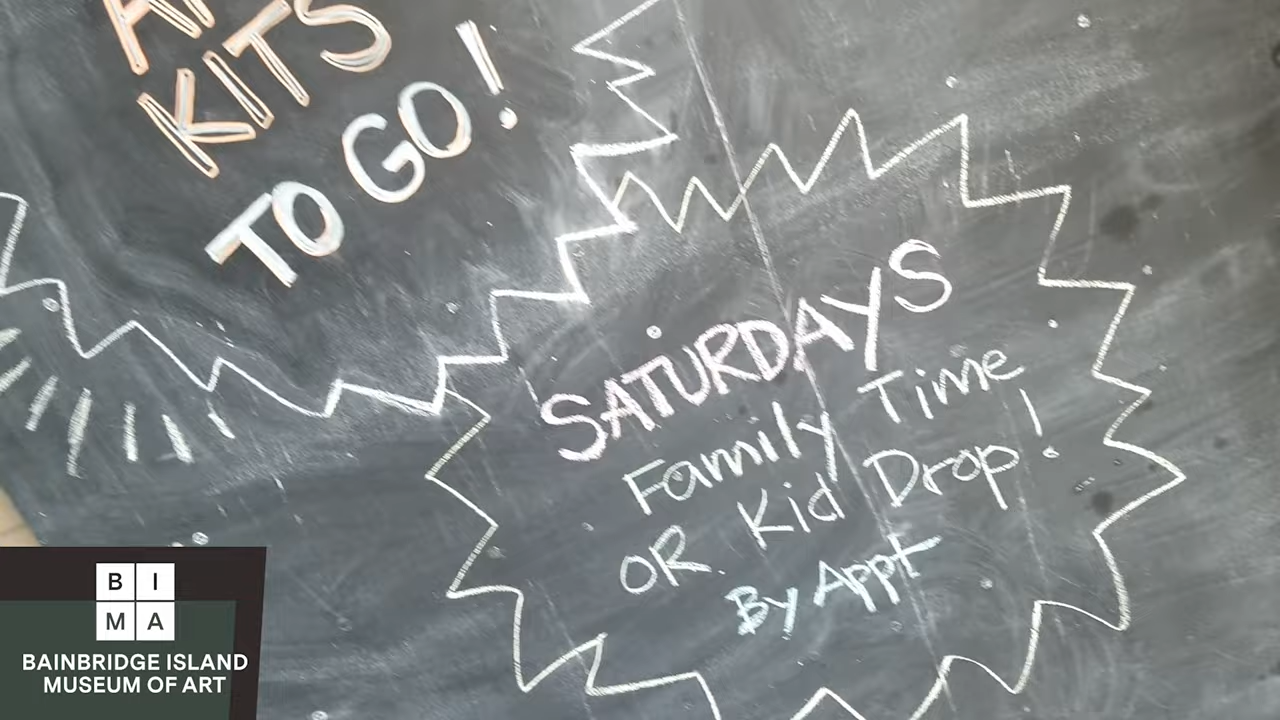 KITS
TO GO!
SATURDAYS
Family Time
OR Kid Drop!
By Appt
B I
M A
BAINBRIDGE ISLAND
MUSEUM OF ART